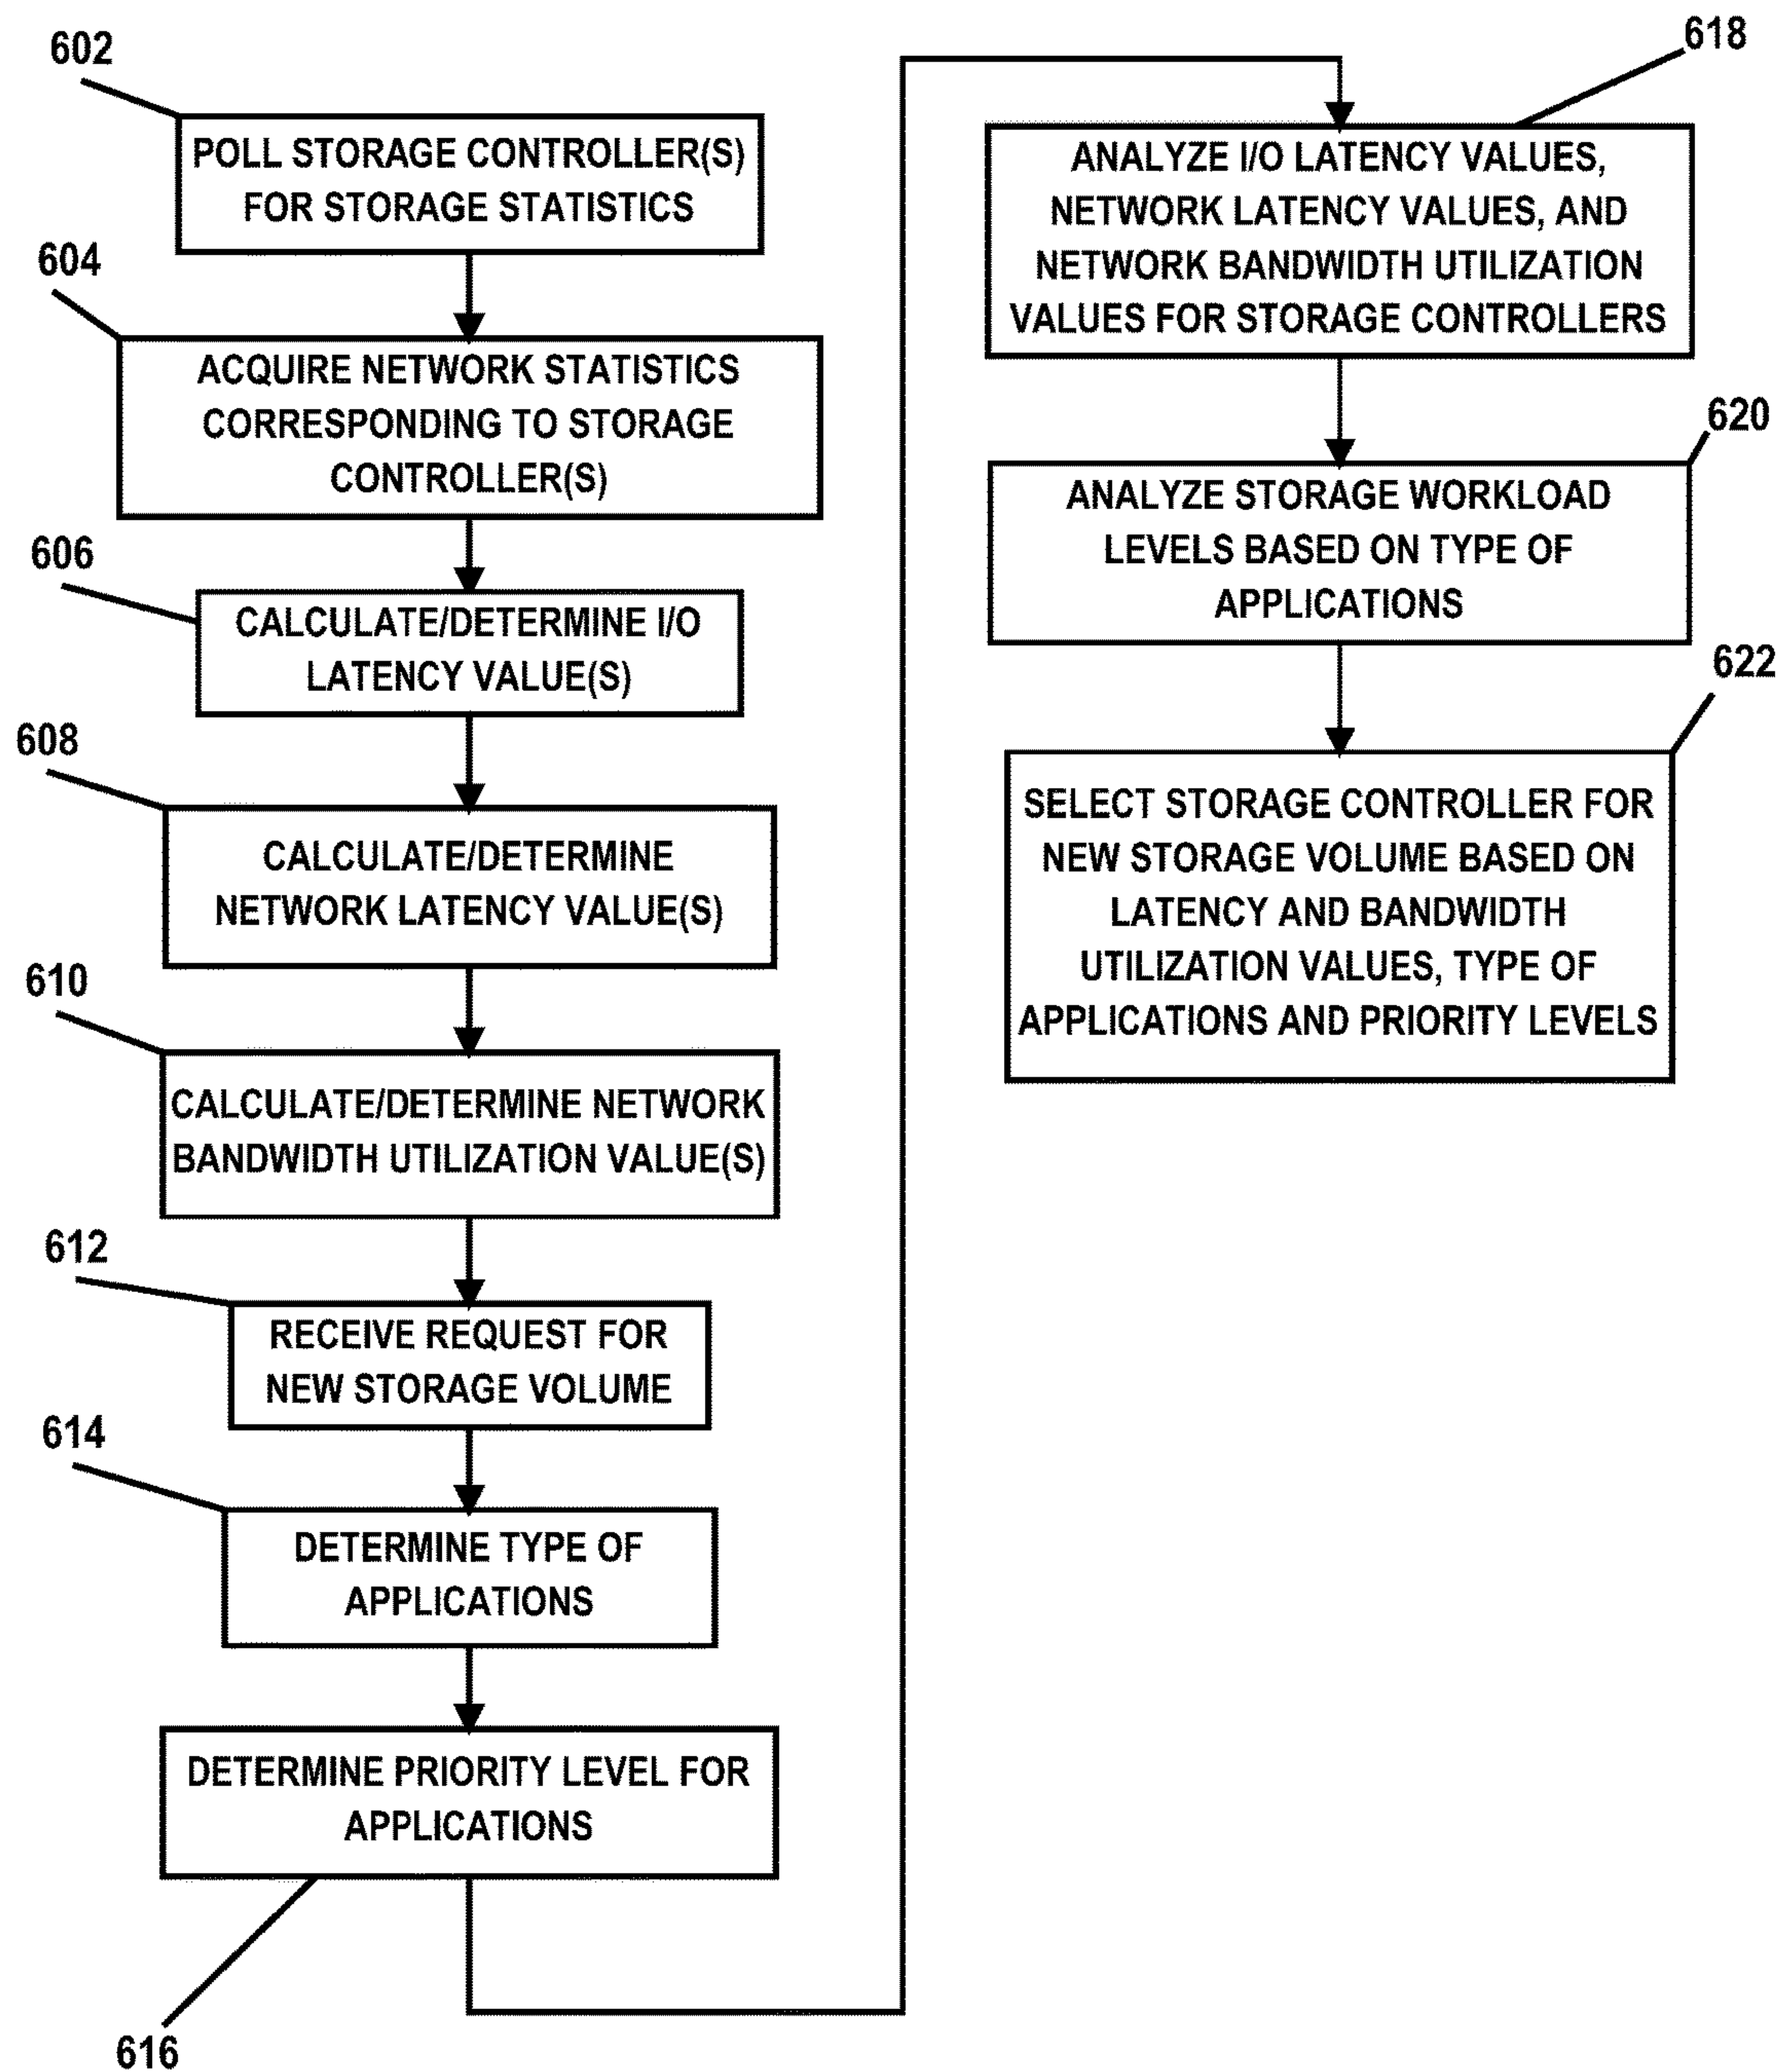 602
POLL STORAGE CONTROLLER(S)
FOR STORAGE STATISTICS
604
ACQUIRE NETWORK STATISTICS
CORRESPONDING TO STORAGE
CONTROLLER(S)
606
CALCULATE/DETERMINE I/O
LATENCY VALUE(S)
608
CALCULATE/DETERMINE
NETWORK LATENCY VALUE(S)
610
CALCULATE/DETERMINE NETWORK
BANDWIDTH UTILIZATION VALUE(S)
612
RECEIVE REQUEST FOR
NEW STORAGE VOLUME
614
DETERMINE TYPE OF
APPLICATIONS
DETERMINE PRIORITY LEVEL FOR
APPLICATIONS
616
618
ANALYZE I/O LATENCY VALUES,
NETWORK LATENCY VALUES, AND
NETWORK BANDWIDTH UTILIZATION
VALUES FOR STORAGE CONTROLLERS
620
ANALYZE STORAGE WORKLOAD
LEVELS BASED ON TYPE OF
APPLICATIONS
622
SELECT STORAGE CONTROLLER FOR
NEW STORAGE VOLUME BASED ON
LATENCY AND BANDWIDTH
UTILIZATION VALUES, TYPE OF
APPLICATIONS AND PRIORITY LEVELS